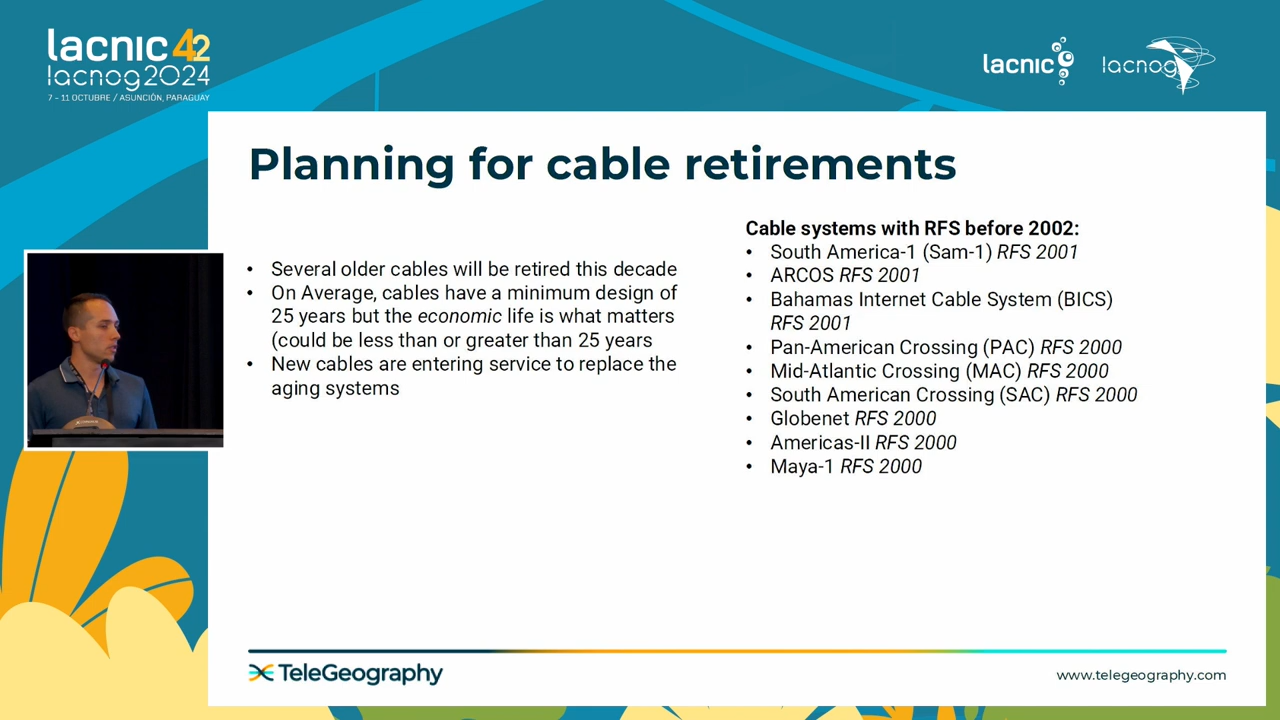 lacnic 42
lacnog2024
7 - 11 OCTUBRE / ASUNCIÓN, PARAGUAY
lacnic
lacnog
Planning for cable retirements
• Several older cables will be retired this decade
• On Average, cables have a minimum design of
25 years but the economic life is what matters
(could be less than or greater than 25 years
• New cables are entering service to replace the
aging systems
Cable systems with RFS before 2002:
• South America-1 (Sam-1) RFS 2001
• ARCOS RFS 2001
• Bahamas Internet Cable System (BICS)
RFS 2001
• Pan-American Crossing (PAC) RFS 2000
• Mid-Atlantic Crossing (MAC) RFS 2000
• South American Crossing (SAC) RFS 2000
• Globenet RFS 2000
• Americas-II RFS 2000
• Maya-1 RFS 2000
TeleGeography
www.telegeography.com